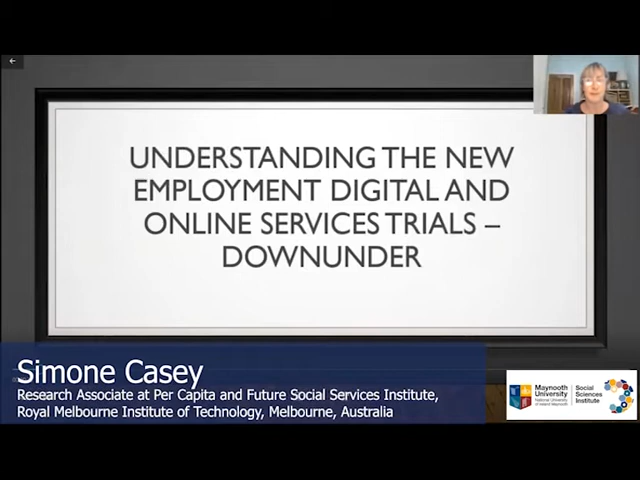 UNDERSTANDING THE NEW
EMPLOYMENT DIGITAL AND
ONLINE SERVICES TRIALS –
DOWNUNDER
Simone Casey
Research Associate at Per Capita and Future Social Services Institute,
Royal Melbourne Institute of Technology, Melbourne, Australia
Maynooth
University
National University
of Ireland Maynooth
Social
Sciences
Institute